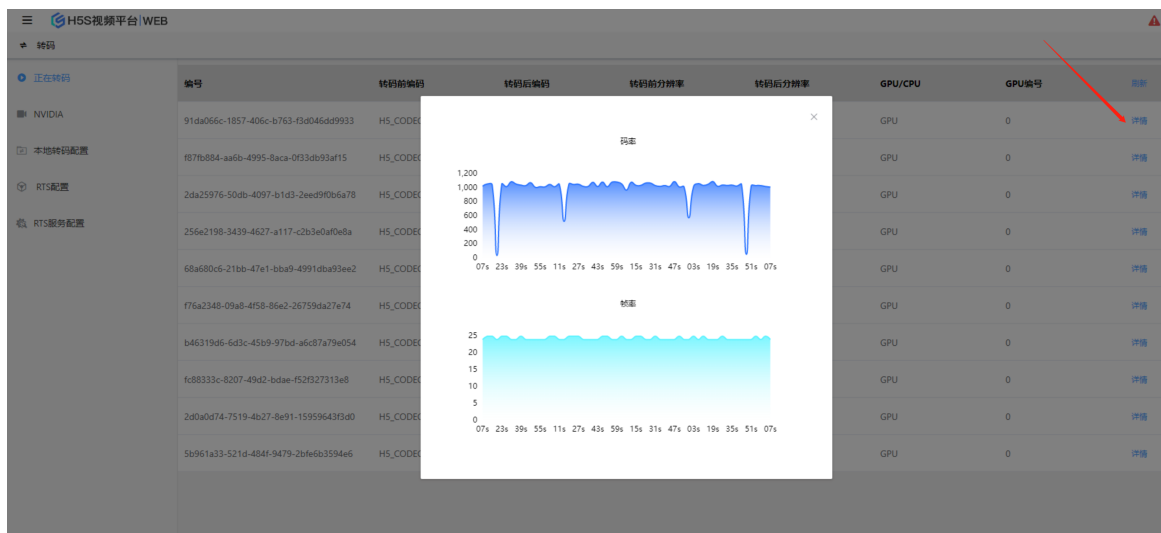 H5S视频平台|WEB
转码
正在转码
NVIDIA
本地转码配置
RTS配置
RTS服务配置
编号 转码前编码 转码后编码 转码前分辨率 转码后分辨率 GPU/CPU GPU编号 刷新
91da066c-1857-406c-b763-f3d046dd9933 H5_CODEC GPU 0 详情
f87fb884-aa6b-4995-8aca-0f33db93af15 H5_CODEC GPU 0 详情
2da25976-50db-4097-b1d3-2eed9f0b6a78 H5_CODEC GPU 0 详情
256e2198-3439-4627-a117-c2b3e0af0e8a H5_CODEC GPU 0 详情
68a680c6-21bb-47e1-bba9-4991dba93ee2 H5_CODEC GPU 0 详情
f76a2348-09a8-4f58-86e2-26759da27e74 H5_CODEC GPU 0 详情
b46319d6-6d3c-45b9-97bd-a6c87a79e054 H5_CODEC GPU 0 详情
fc88333c-8207-49d2-bdae-f52f327313e8 H5_CODEC GPU 0 详情
2d0a0d74-7519-4b27-8e91-15959643f3d0 H5_CODEC GPU 0 详情
5b961a33-521d-484f-9479-2bfe6b3594e6 H5_CODEC GPU 0 详情
码率
1,200
1,000
800
600
400
200
0
07s 23s 39s 55s 11s 27s 43s 59s 15s 31s 47s 03s 19s 35s 51s 07s
帧率
25
20
15
10
5
0
07s 23s 39s 55s 11s 27s 43s 59s 15s 31s 47s 03s 19s 35s 51s 07s